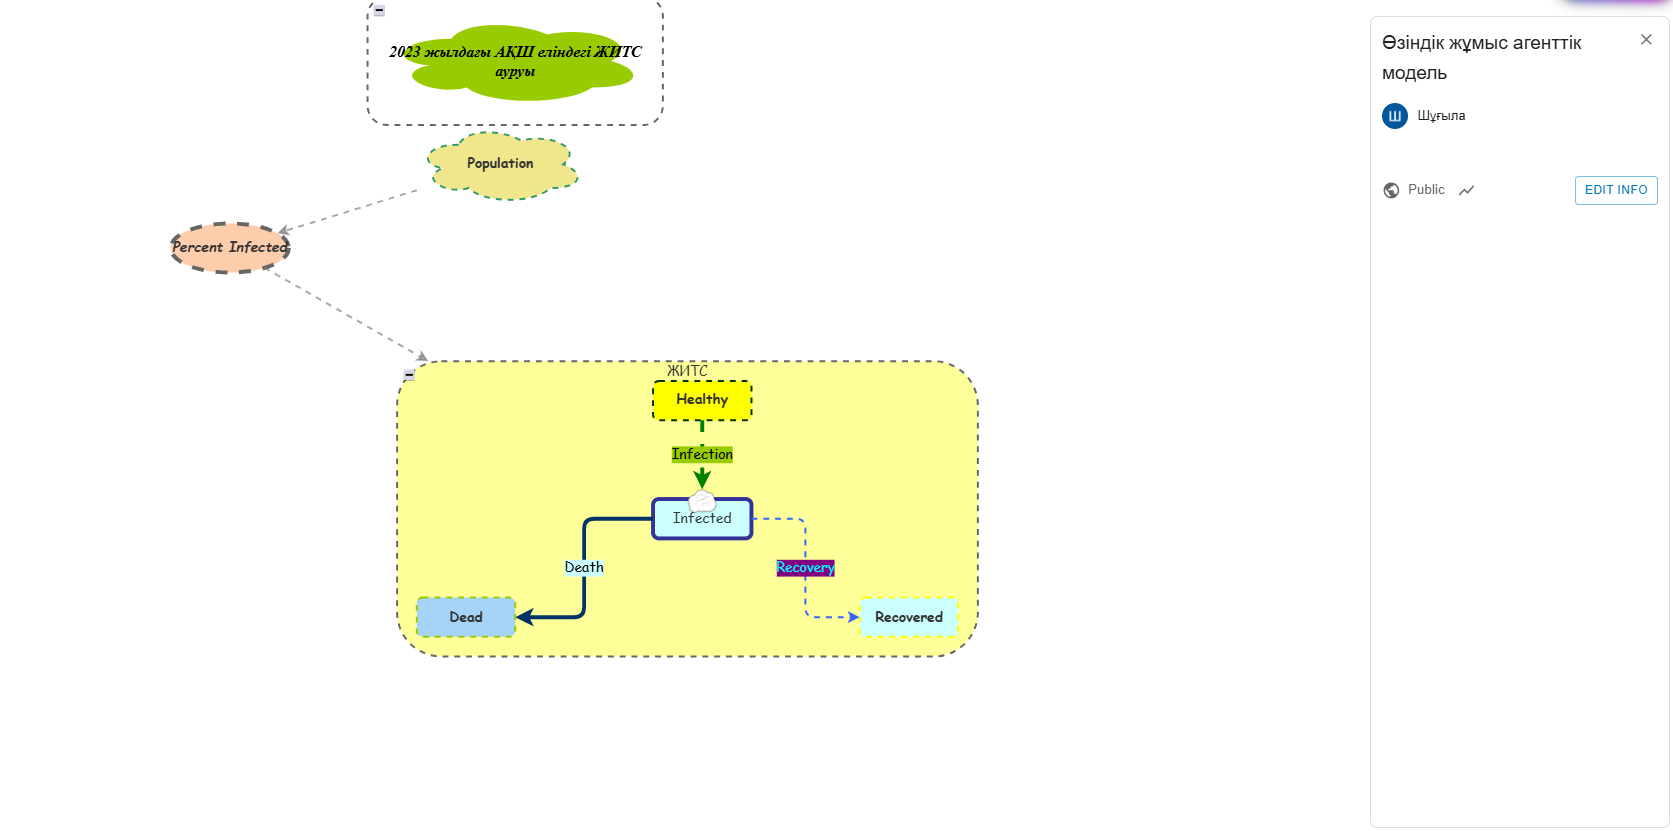 2023 жылдағы АҚШ еліндегі ЖИТС
ауруы
Population
Percent Infected
ЖИТС
Healthy
Infection
Infected
Death
Recovery
Dead
Recovered
Өзіндік жұмыс агенттік
модель
Ш Шұғыла
Public
EDIT INFO